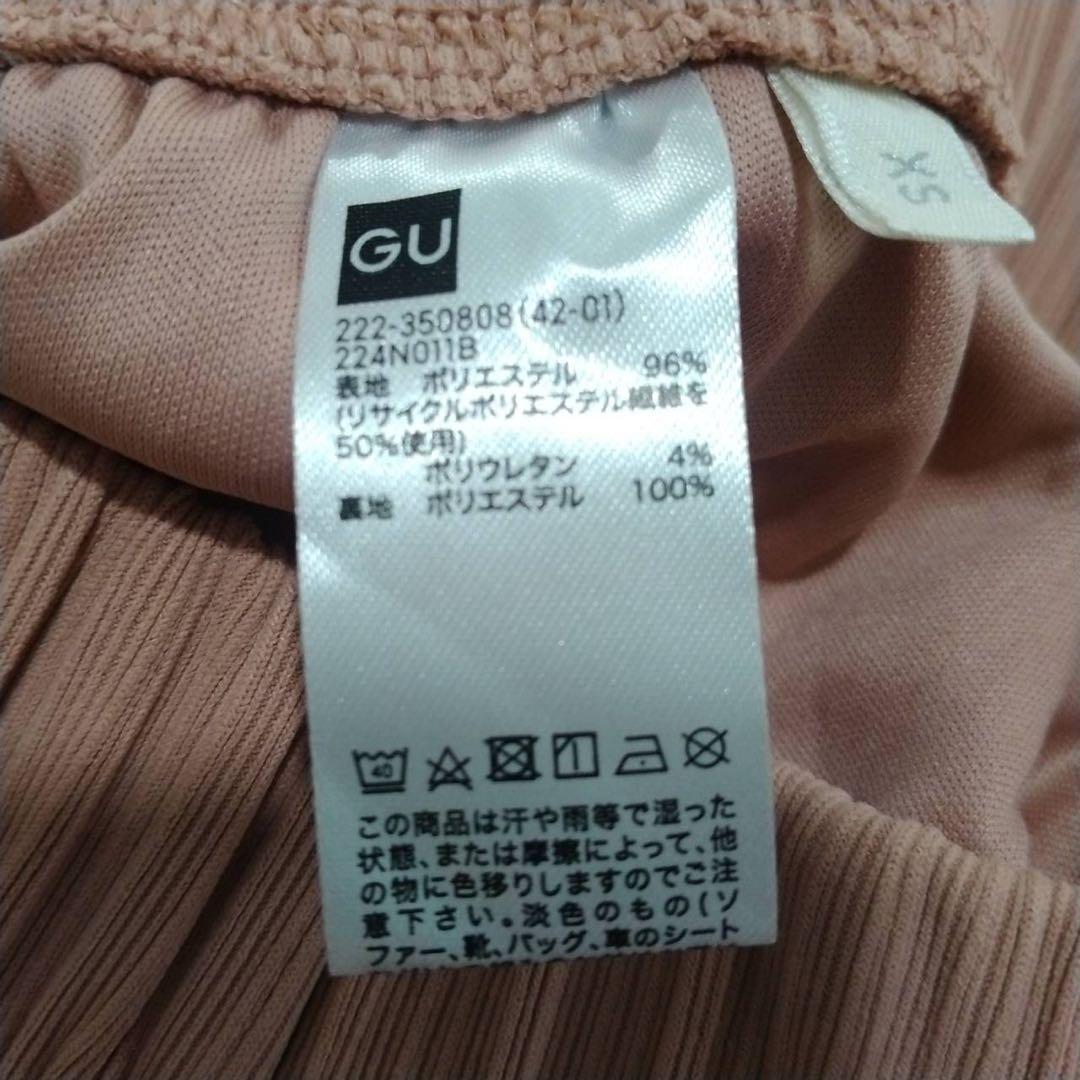 GU
XS
222-350808(42-01)
224N011B
表地 ポリエステル 96%
(リサイクルポリエステル繊維を
50%使用)
ポリウレタン 4%
裏地 ポリエステル 100%
40
この商品は汗や雨等で湿った
状態、または摩擦によって、他
の物に色移りしますのでご注
意下さい。淡色のもの(ソ
ファー、靴、バッグ、車のシート